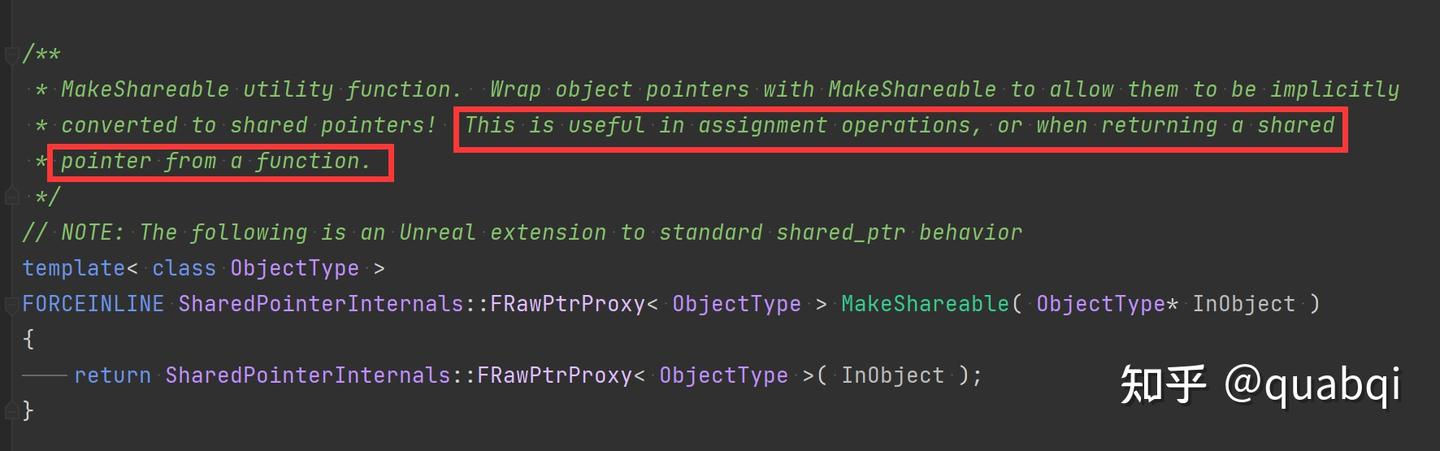 /**
* MakeShareable utility function.  Wrap object pointers with MakeShareable to allow them to be implicitly
* converted to shared pointers!  This is useful in assignment operations, or when returning a shared
* pointer from a function.
*/
// NOTE: The following is an Unreal extension to standard shared_ptr behavior
template< class ObjectType >
FORCEINLINE SharedPointerInternals::FRawPtrProxy< ObjectType > MakeShareable( ObjectType* InObject )
{
return SharedPointerInternals::FRawPtrProxy< ObjectType >( InObject );
}
知乎 @quabqi